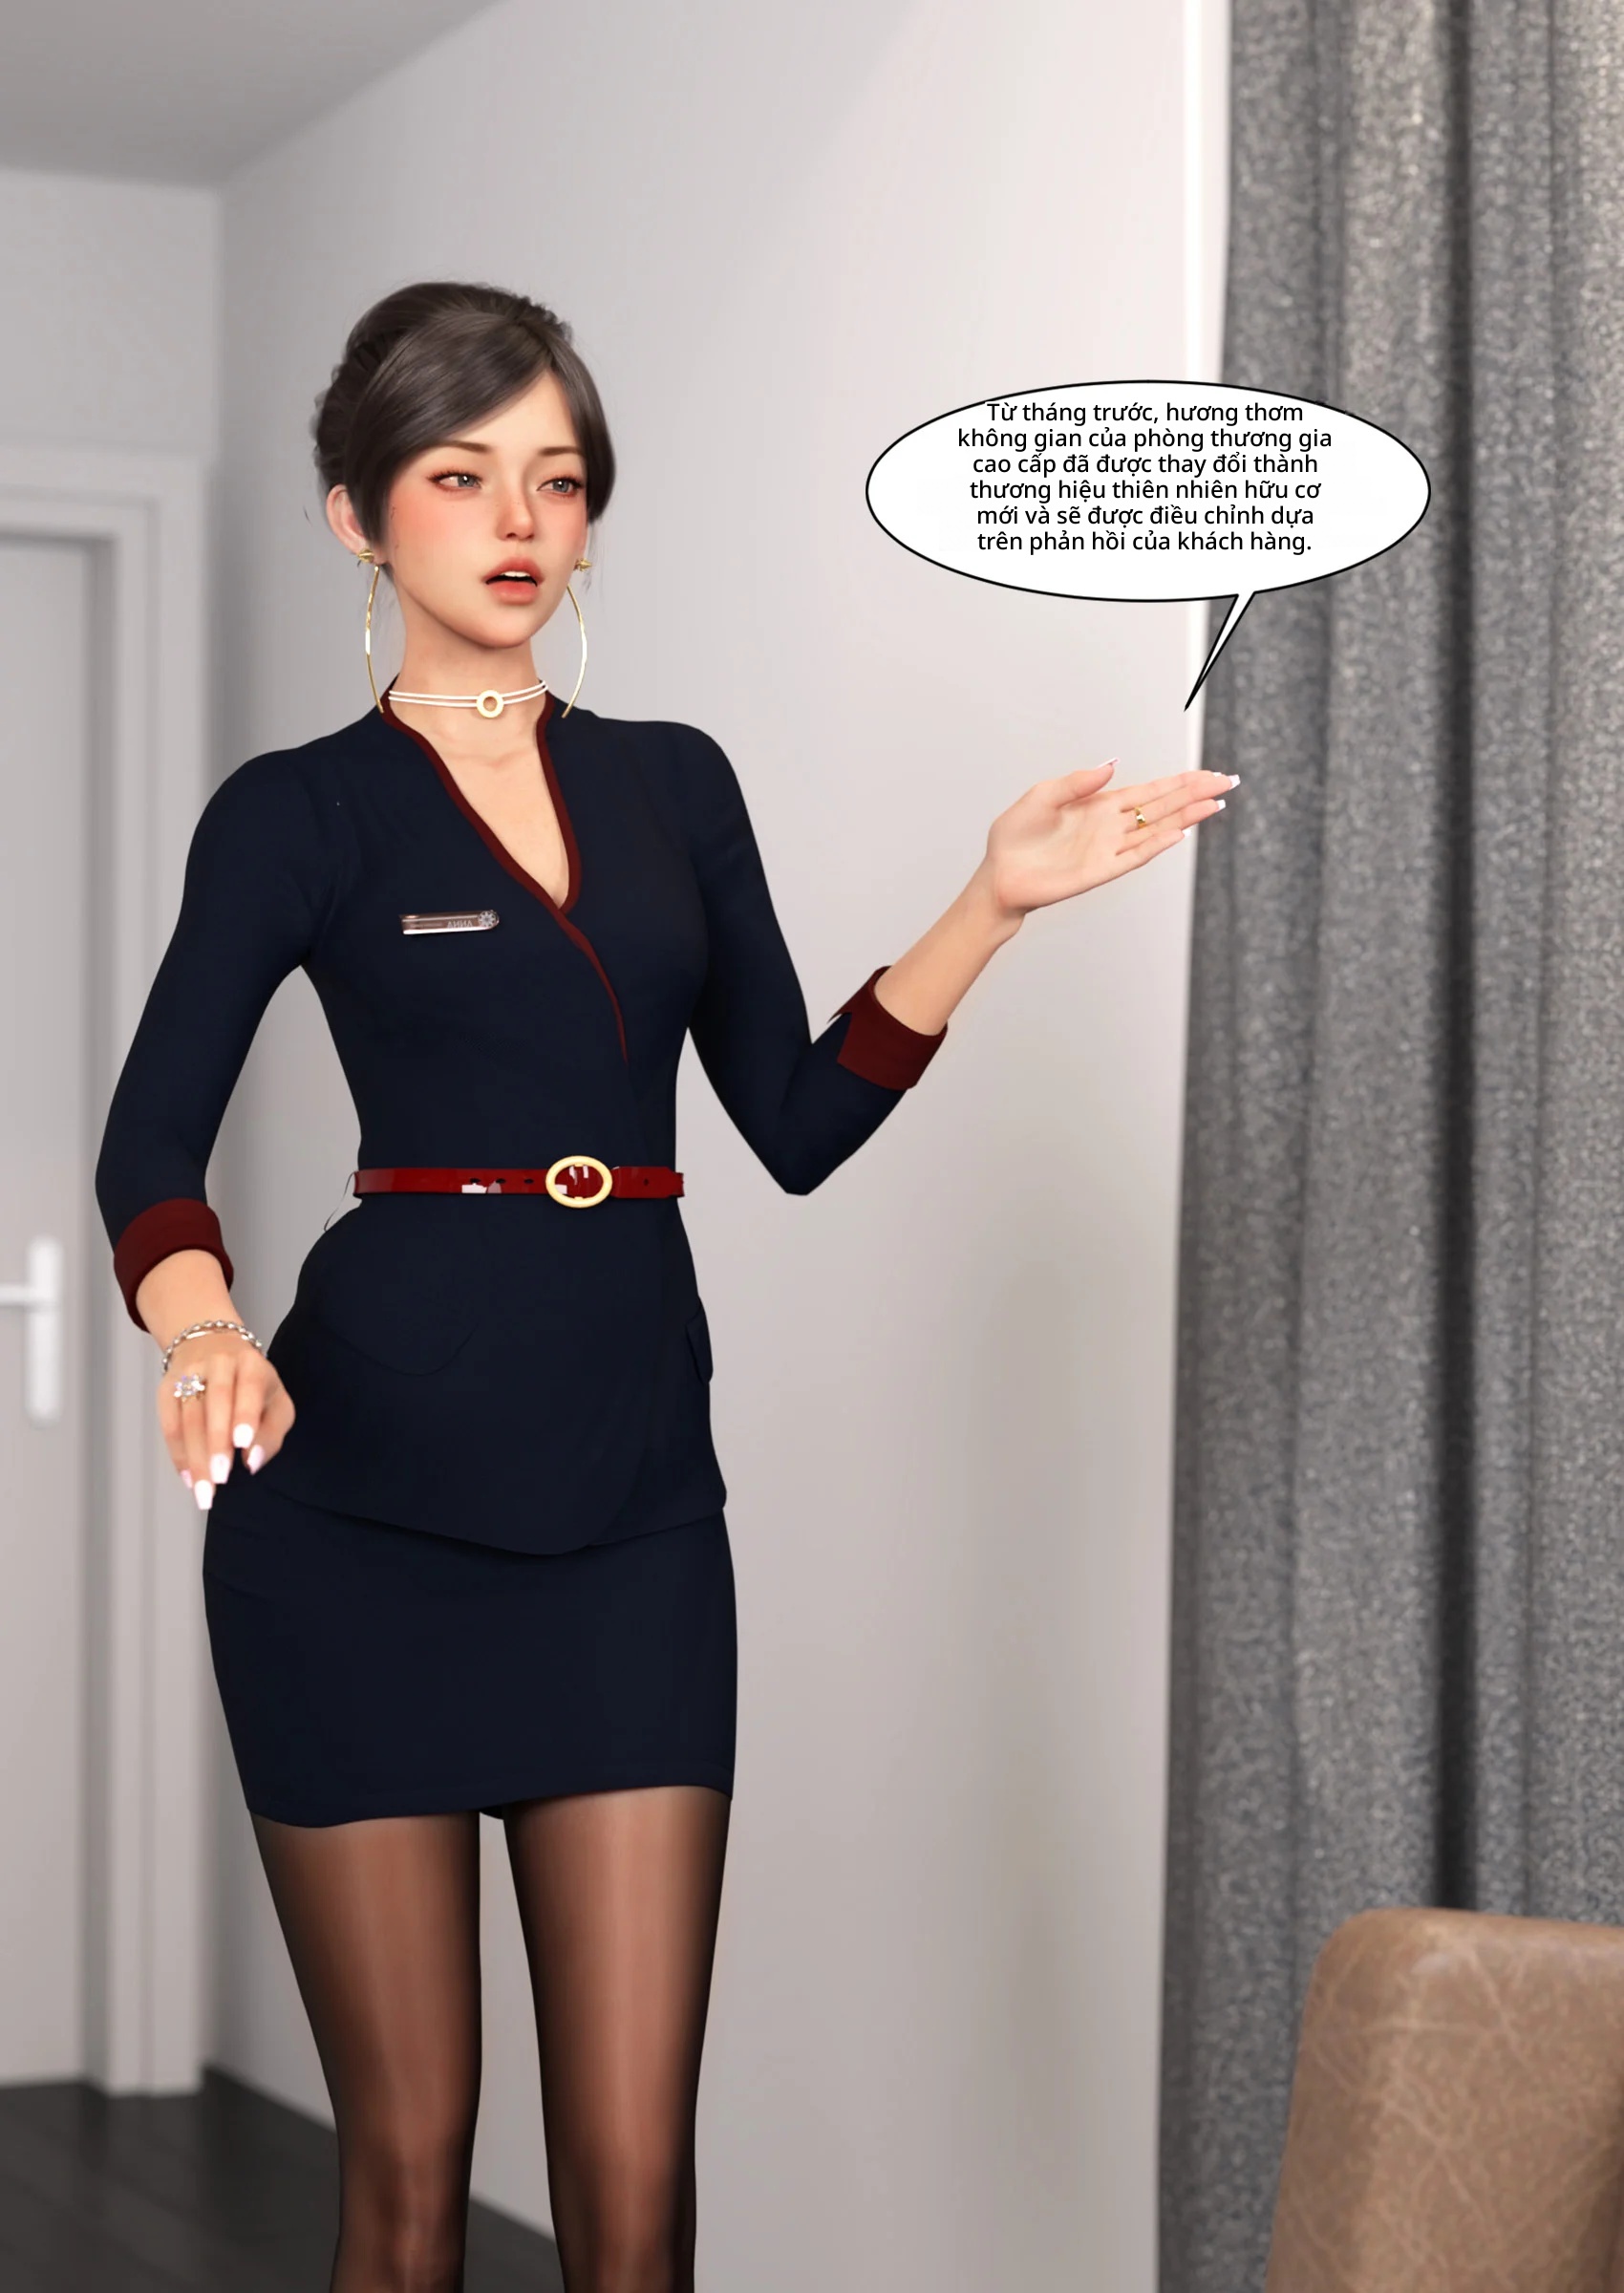 Từ tháng trước, hương thơm
không gian của phòng thương gia
cao cấp đã được thay đổi thành
thương hiệu thiên nhiên hữu cơ
mới và sẽ được điều chỉnh dựa
trên phản hồi của khách hàng.